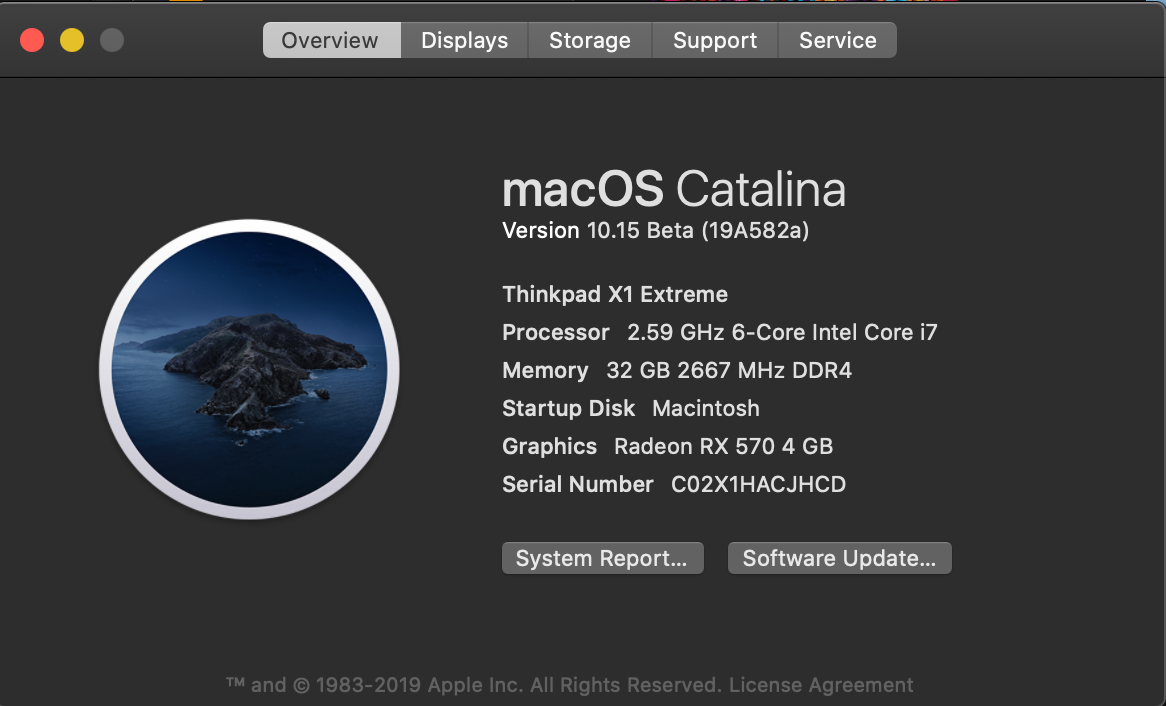 Overview Displays Storage Support Service
macOS Catalina
Version 10.15 Beta (19A582a)
Thinkpad X1 Extreme
Processor 2.59 GHz 6-Core Intel Core i7
Memory 32 GB 2667 MHz DDR4
Startup Disk Macintosh
Graphics Radeon RX 570 4 GB
Serial Number C02X1HACJHCD
System Report... Software Update...
™ and © 1983-2019 Apple Inc. All Rights Reserved. License Agreement